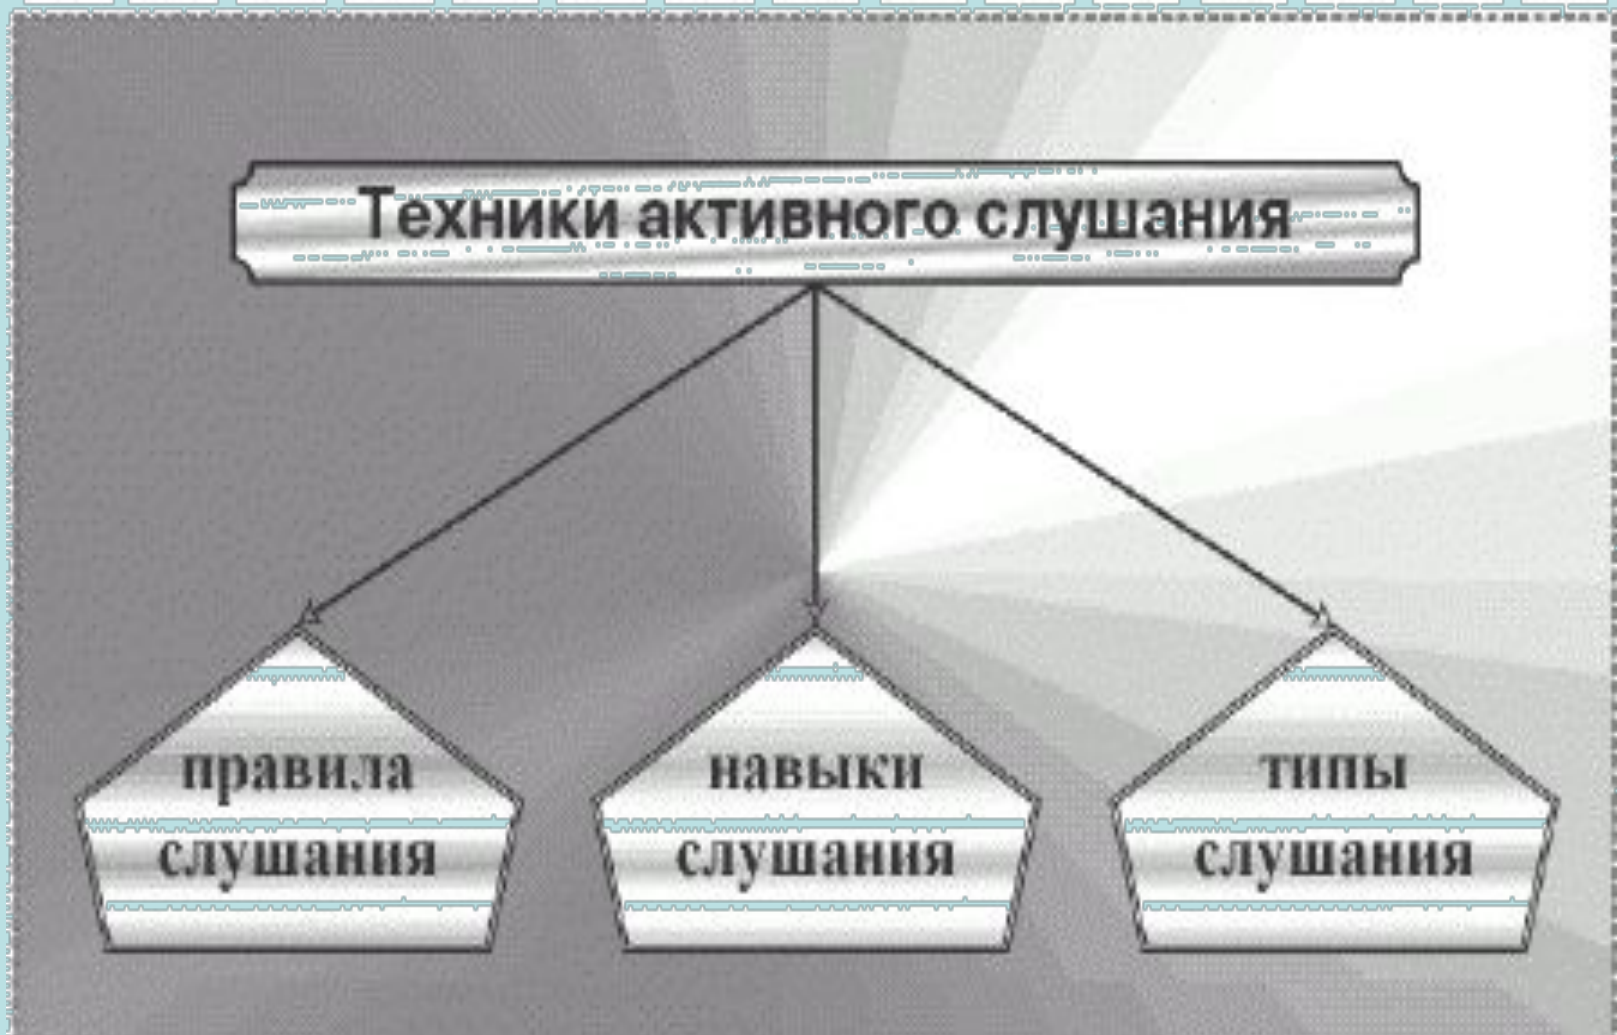 Техники активного слушания
правила
слушания
навыки
слушания
типы
слушания